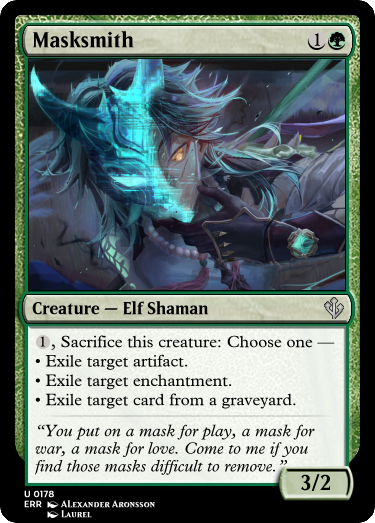 Masksmith 1
Creature — Elf Shaman
1, Sacrifice this creature: Choose one —
• Exile target artifact.
• Exile target enchantment.
• Exile target card from a graveyard.
“You put on a mask for play, a mask for
war, a mask for love. Come to me if you
find those masks difficult to remove.”
3/2
U 0178
ERR Alexander Aronsson
Laurel